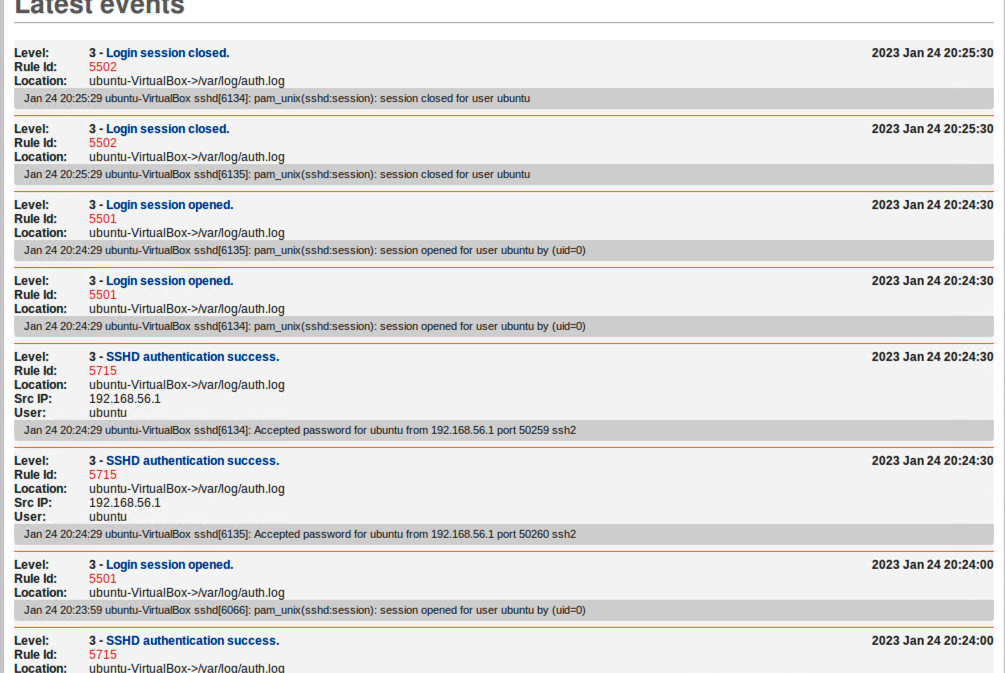 Latest events
Level: 3 - Login session closed. 2023 Jan 24 20:25:30
Rule Id: 5502
Location: ubuntu-VirtualBox->/var/log/auth.log
Jan 24 20:25:29 ubuntu-VirtualBox sshd[6134]: pam_unix(sshd:session): session closed for user ubuntu
Level: 3 - Login session closed. 2023 Jan 24 20:25:30
Rule Id: 5502
Location: ubuntu-VirtualBox->/var/log/auth.log
Jan 24 20:25:29 ubuntu-VirtualBox sshd[6135]: pam_unix(sshd:session): session closed for user ubuntu
Level: 3 - Login session opened. 2023 Jan 24 20:24:30
Rule Id: 5501
Location: ubuntu-VirtualBox->/var/log/auth.log
Jan 24 20:24:29 ubuntu-VirtualBox sshd[6135]: pam_unix(sshd:session): session opened for user ubuntu by (uid=0)
Level: 3 - Login session opened. 2023 Jan 24 20:24:30
Rule Id: 5501
Location: ubuntu-VirtualBox->/var/log/auth.log
Jan 24 20:24:29 ubuntu-VirtualBox sshd[6134]: pam_unix(sshd:session): session opened for user ubuntu by (uid=0)
Level: 3 - SSHD authentication success. 2023 Jan 24 20:24:30
Rule Id: 5715
Location: ubuntu-VirtualBox->/var/log/auth.log
Src IP: 192.168.56.1
User: ubuntu
Jan 24 20:24:29 ubuntu-VirtualBox sshd[6134]: Accepted password for ubuntu from 192.168.56.1 port 50259 ssh2
Level: 3 - SSHD authentication success. 2023 Jan 24 20:24:30
Rule Id: 5715
Location: ubuntu-VirtualBox->/var/log/auth.log
Src IP: 192.168.56.1
User: ubuntu
Jan 24 20:24:29 ubuntu-VirtualBox sshd[6135]: Accepted password for ubuntu from 192.168.56.1 port 50260 ssh2
Level: 3 - Login session opened. 2023 Jan 24 20:24:00
Rule Id: 5501
Location: ubuntu-VirtualBox->/var/log/auth.log
Jan 24 20:23:59 ubuntu-VirtualBox sshd[6066]: pam_unix(sshd:session): session opened for user ubuntu by (uid=0)
Level: 3 - SSHD authentication success. 2023 Jan 24 20:24:00
Rule Id: 5715
Location: ubuntu-VirtualBox->/var/log/auth.log